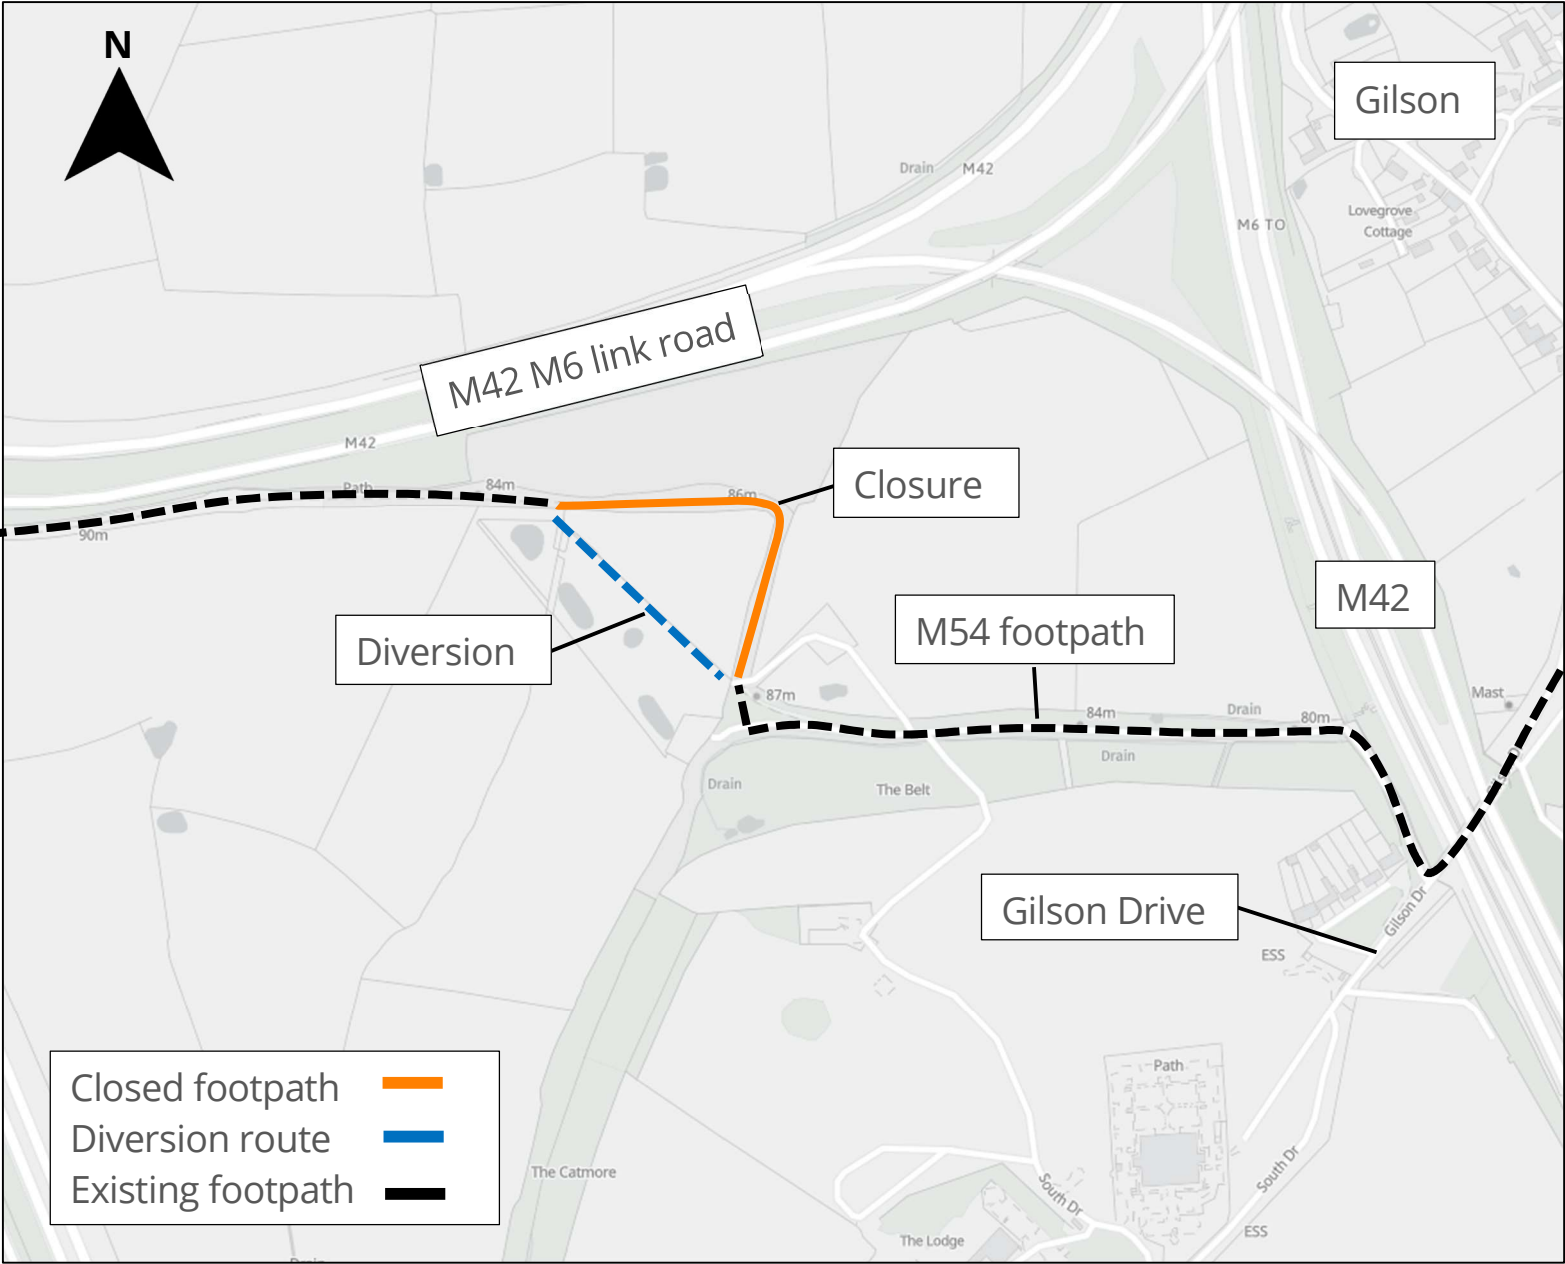 N
Gilson
Drain
M42
Lovegrove
Cottage
M6 TO
M42 M6 link road
M42
Closure
Path
84m
86m
90m
M42
M54 footpath
Diversion
87m
84m
Drain
80m
Mast
Drain
Drain
The Belt
Gilson Drive
Gilson Dr
ESS
Path
Closed footpath
Diversion route
Existing footpath
The Catmore
South Dr
South Dr
The Lodge
ESS